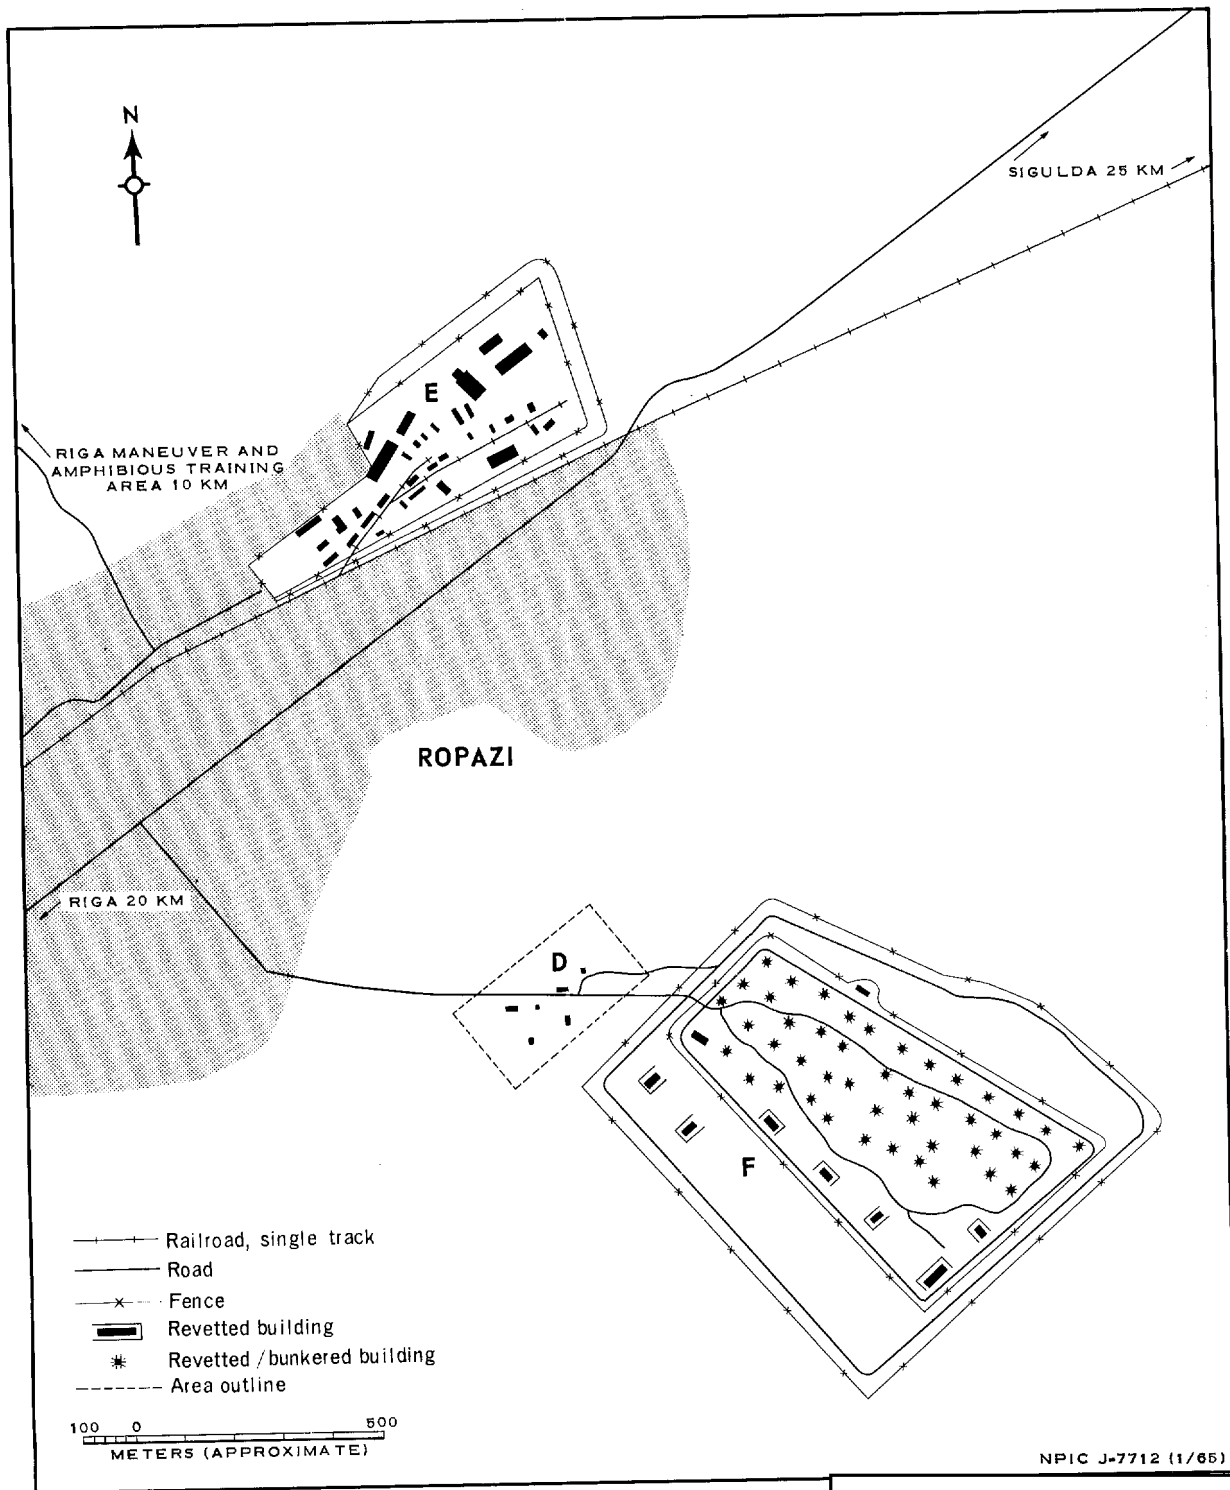 N
SIGULDA 25 KM
E
RIGA MANEUVER AND
AMPHIBIOUS TRAINING
AREA 10 KM
ROPAZI
RIGA 20 KM
D
F
Railroad, single track
Road
Fence
Revetted building
Revetted / bunkered building
Area outline
100 0 500
METERS (APPROXIMATE)
NPIC J-7712 (1/65)